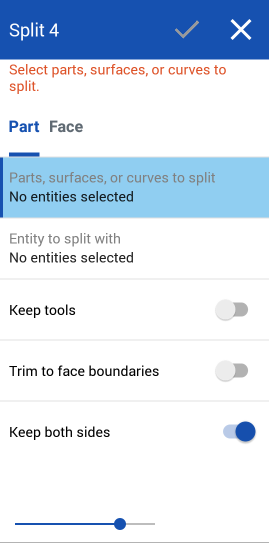 Split 4
Select parts, surfaces, or curves to
split.
Part Face
Parts, surfaces, or curves to split
No entities selected
Entity to split with
No entities selected
Keep tools
Trim to face boundaries
Keep both sides